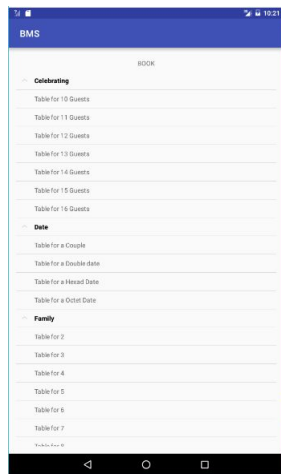 10:21
BMS
BOOK
Celebrating
Table for 10 Guests
Table for 11 Guests
Table for 12 Guests
Table for 13 Guests
Table for 14 Guests
Table for 15 Guests
Table for 16 Guests
Date
Table for a Couple
Table for a Double date
Table for a Hexad Date
Table for a Octet Date
Family
Table for 2
Table for 3
Table for 4
Table for 5
Table for 6
Table for 7
Table for 8